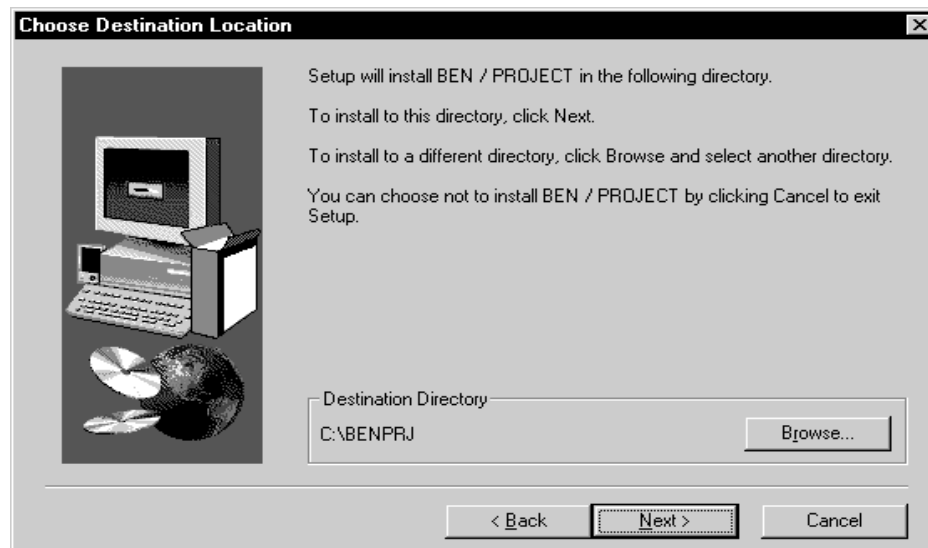 Choose Destination Location
Setup will install BEN / PROJECT in the following directory.
To install to this directory, click Next.
To install to a different directory, click Browse and select another directory.
You can choose not to install BEN / PROJECT by clicking Cancel to exit
Setup.
Destination Directory
C:\BENPRJ
Browse...
< Back
Next >
Cancel